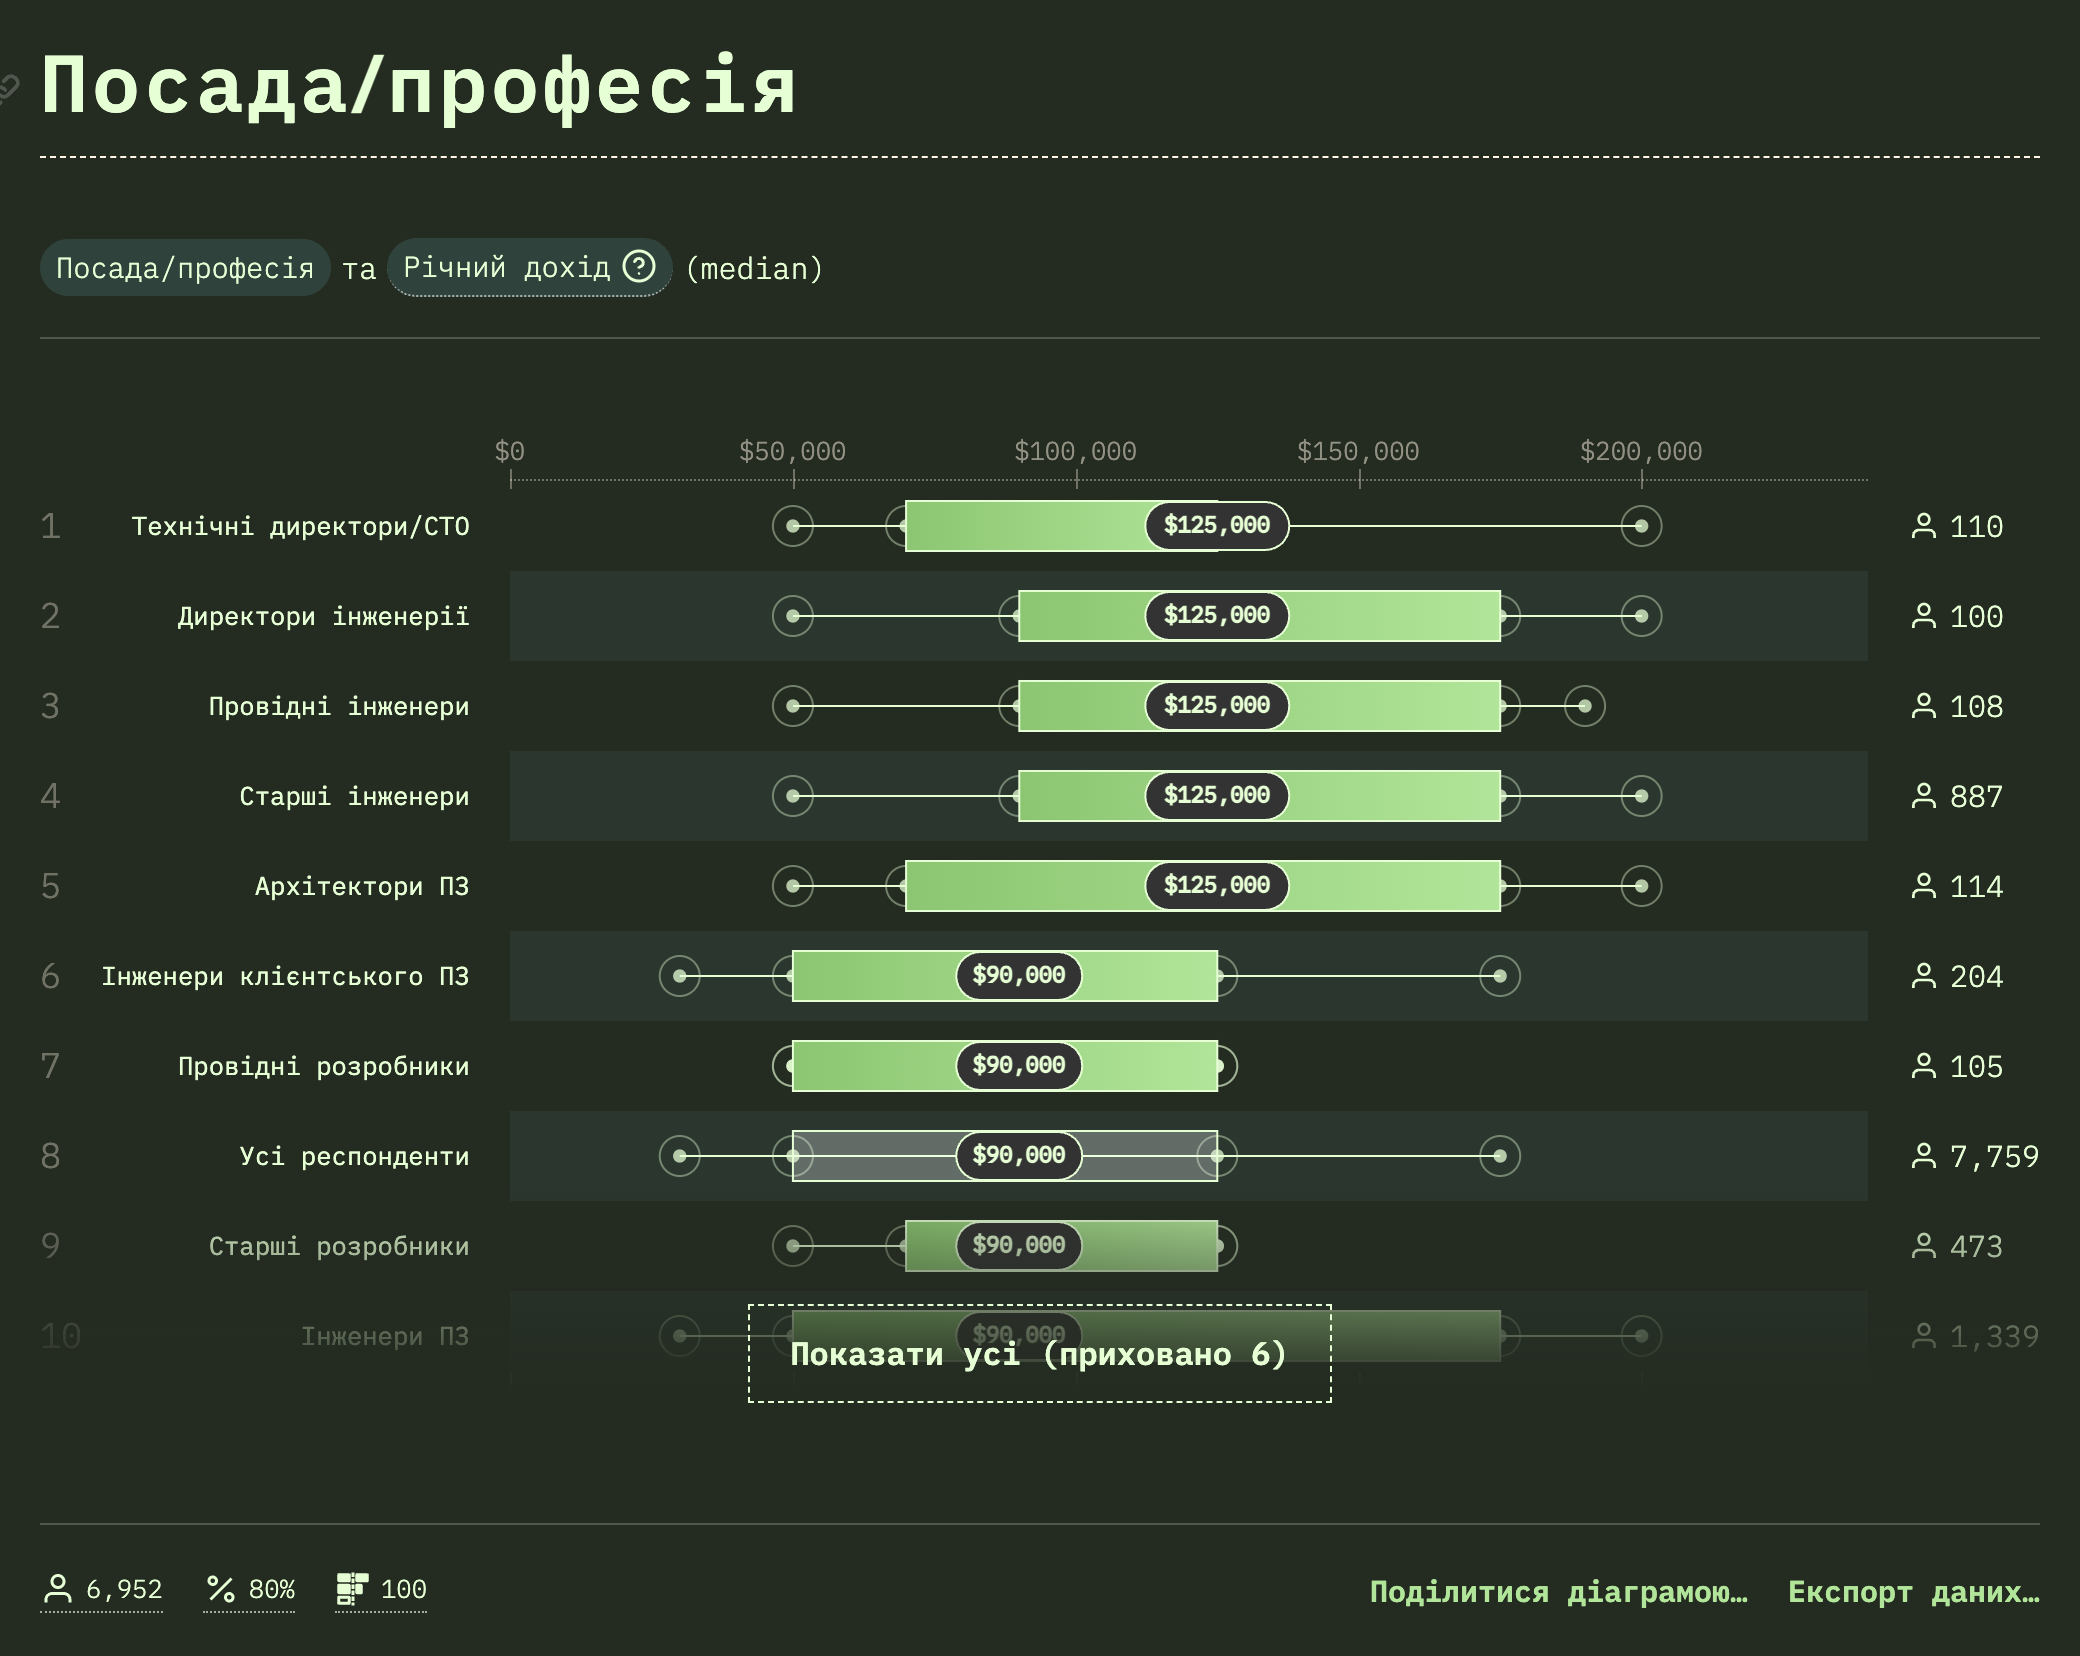 Посада/професія
Посада/професія та Річний дохід ? (median)
$0 $50,000 $100,000 $150,000 $200,000
1 Технічні директори/CTO $125,000 110
2 Директори інженерії $125,000 100
3 Провідні інженери $125,000 108
4 Старші інженери $125,000 887
5 Архітектори ПЗ $125,000 114
6 Інженери клієнтського ПЗ $90,000 204
7 Провідні розробники $90,000 105
8 Усі респонденти $90,000 7,759
9 Старші розробники $90,000 473
10 Інженери ПЗ $90,000 1,339
Показати усі (приховано 6)
6,952 80% 100 Поділитися діаграмою… Експорт даних…